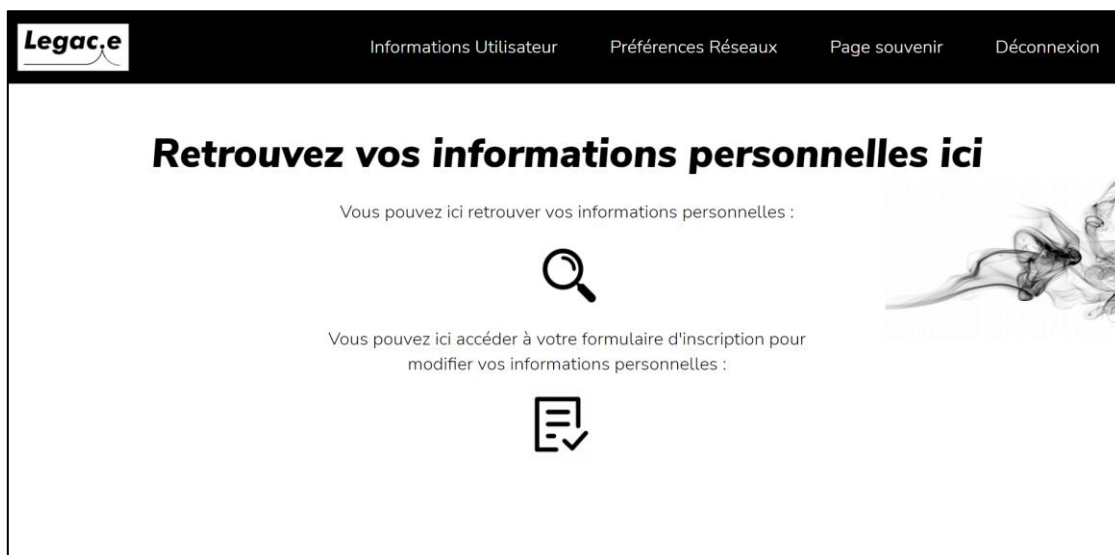 Legac.e
Informations Utilisateur
Préférences Réseaux
Page souvenir
Déconnexion
Retrouvez vos informations personnelles ici
Vous pouvez ici retrouver vos informations personnelles :
Vous pouvez ici accéder à votre formulaire d'inscription pour
modifier vos informations personnelles :